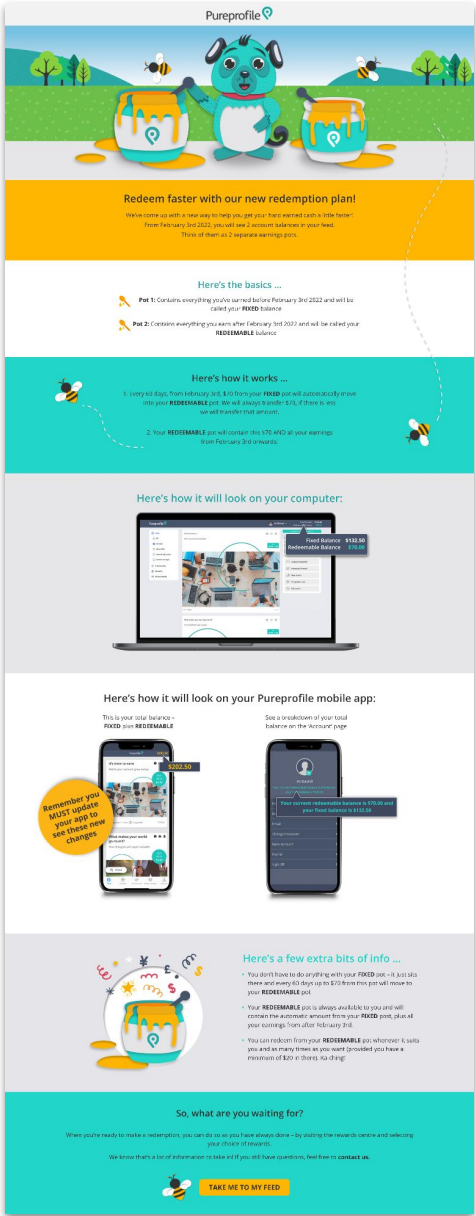 Pureprofile
Redeem faster with our new redemption plan!
We've come up with a new way to help you get your hard earned cash a little faster!
From February 3rd 2022, you will see 2 account balances in your feed.
Think of them as 2 separate earnings pots.
Here's the basics ...
Pot 1: Contains everything you've earned before February 3rd 2022 and will be
called your FIXED balance
Pot 2: Contains everything you earn after February 3rd 2022 and will be called your
REDEEMABLE balance
Here's how it works ...
1. Every 60 days, from February 3rd, $70 from your FIXED pot will automatically move
into your REDEEMABLE pot. We will always transfer $70, if there is less
we will transfer that amount.
2. Your REDEEMABLE pot will contain this $70 AND all your earnings
from February 3rd onwards.
Here's how it will look on your computer:
Pureprofile
Fixed Balance $132.50
Redeemable Balance $70.00
Here's how it will look on your Pureprofile mobile app:
This is your total balance –
FIXED plus REDEEMABLE
See a breakdown of your total
balance on the 'Account' page
$202.50
What makes your world
go round?
Remember you
MUST update
your app to
see these new
changes
Your current redeemable balance is $70.00 and
your fixed balance is $132.50
Email
Sign Off
Here's a few extra bits of info ...
• You don't have to do anything with your FIXED pot – it just sits
there and every 60 days up to $70 from this pot will move to
your REDEEMABLE pot
• Your REDEEMABLE pot is always available to you and will
contain the automatic amount from your FIXED post, plus all
your earnings from after February 3rd.
• You can redeem from your REDEEMABLE pot whenever it suits
you and as many times as you want (provided you have a
minimum of $20 in there). Ka ching!
So, what are you waiting for?
When you're ready to make a redemption, you can do so as you have always done – by visiting the rewards centre and selecting
your choice of rewards.
We know that's a lot of information to take in! If you still have questions, feel free to contact us.
TAKE ME TO MY FEED